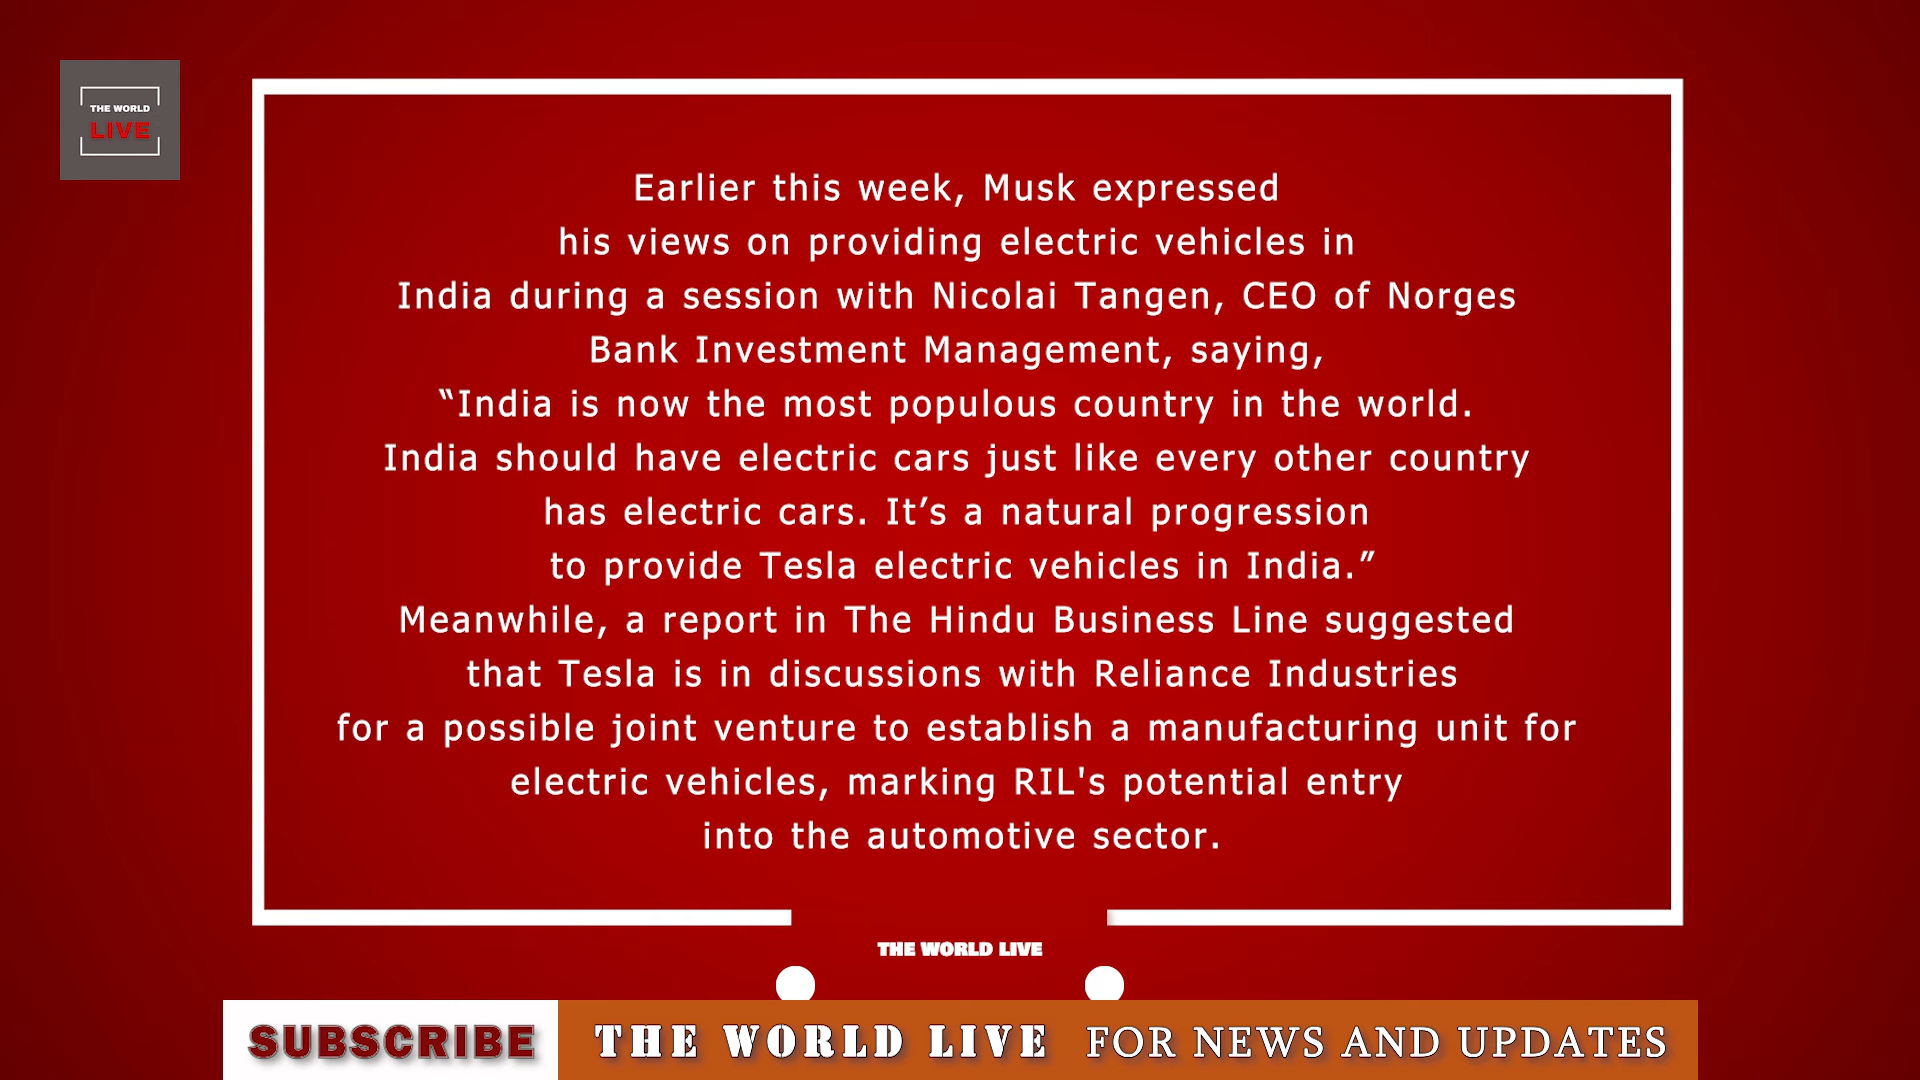 THE WORLD
LIVE
Earlier this week, Musk expressed
his views on providing electric vehicles in
India during a session with Nicolai Tangen, CEO of Norges
Bank Investment Management, saying,
“India is now the most populous country in the world.
India should have electric cars just like every other country
has electric cars. It’s a natural progression
to provide Tesla electric vehicles in India.”
Meanwhile, a report in The Hindu Business Line suggested
that Tesla is in discussions with Reliance Industries
for a possible joint venture to establish a manufacturing unit for
electric vehicles, marking RIL's potential entry
into the automotive sector.
THE WORLD LIVE
SUBSCRIBE THE WORLD LIVE FOR NEWS AND UPDATES